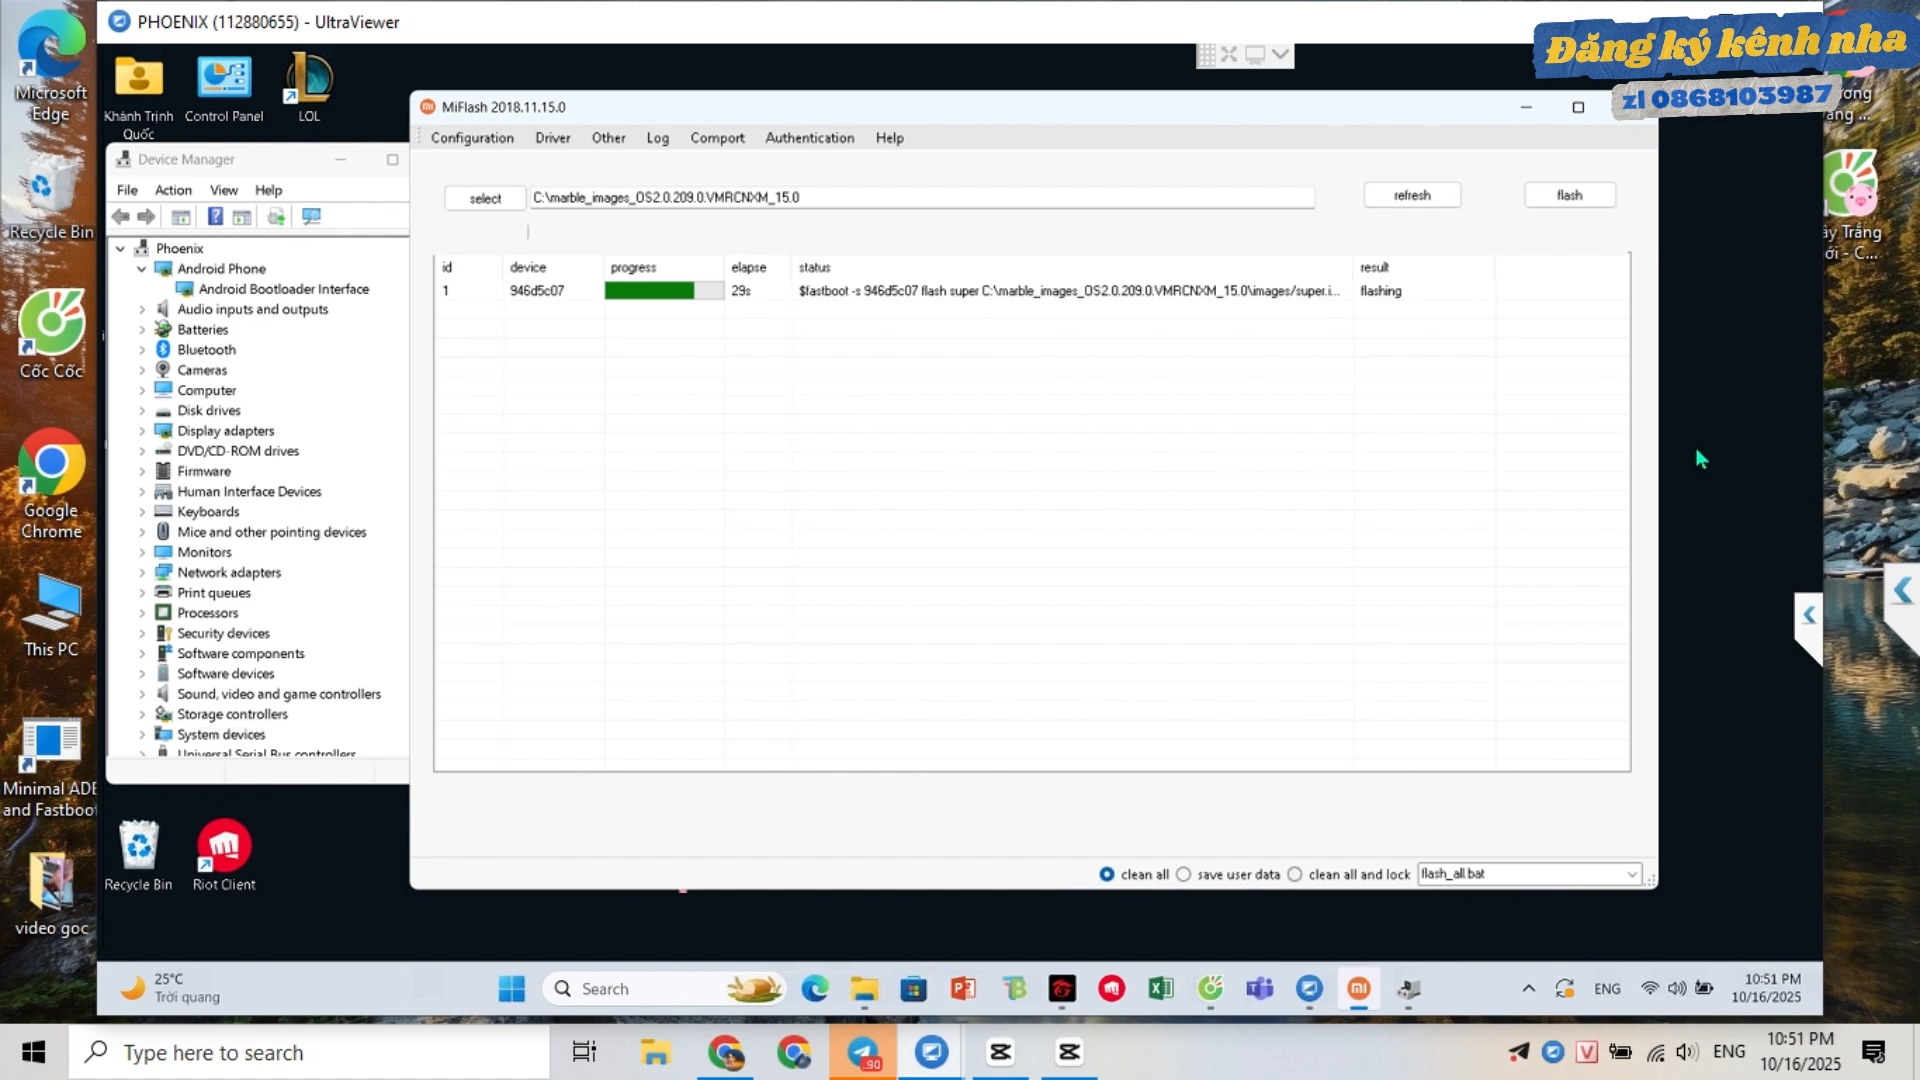 PHOENIX (112880655) - UltraViewer
Đăng ký kênh nha
zl 0868103987
Microsoft
Edge
Recycle Bin
Cốc Cốc
Google
Chrome
This PC
Minimal ADB
and Fastboot
video goc
Khánh Trịnh
Quốc
Control Panel
LOL
Device Manager
File Action View Help
Phoenix
Android Phone
Android Bootloader Interface
Audio inputs and outputs
Batteries
Bluetooth
Cameras
Computer
Disk drives
Display adapters
DVD/CD-ROM drives
Firmware
Human Interface Devices
Keyboards
Mice and other pointing devices
Monitors
Network adapters
Print queues
Processors
Security devices
Software components
Software devices
Sound, video and game controllers
Storage controllers
System devices
Universal Serial Bus controllers
MiFlash 2018.11.15.0
Configuration Driver Other Log Comport Authentication Help
select C:\marble_images_OS2.0.209.0.VMRCNXM_15.0 refresh flash
id device progress elapse status result
1 946d5c07 29s $fastboot -s 946d5c07 flash super C:\marble_images_OS2.0.209.0.VMRCNXM_15.0\images/super.i... flashing
clean all save user data clean all and lock flash_all.bat
Recycle Bin
Riot Client
25°C
Trời quang
Search
ENG
10:51 PM
10/16/2025
Type here to search
90
ENG
10:51 PM
10/16/2025